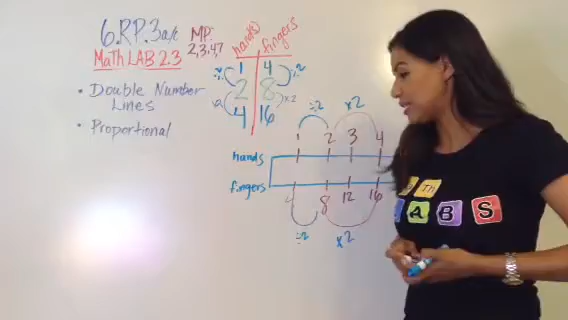 6.RP.3a/c
MP:
2,3,4,7
Math LAB 2.3
• Double Number
Lines
• Proportional
hands fingers
1 4
÷2 ÷2
2 8
x2 x2
4 16
÷2 x2
1 2 3 4
hands
fingers
4 8 12 16
÷2 x2
TH
ABS